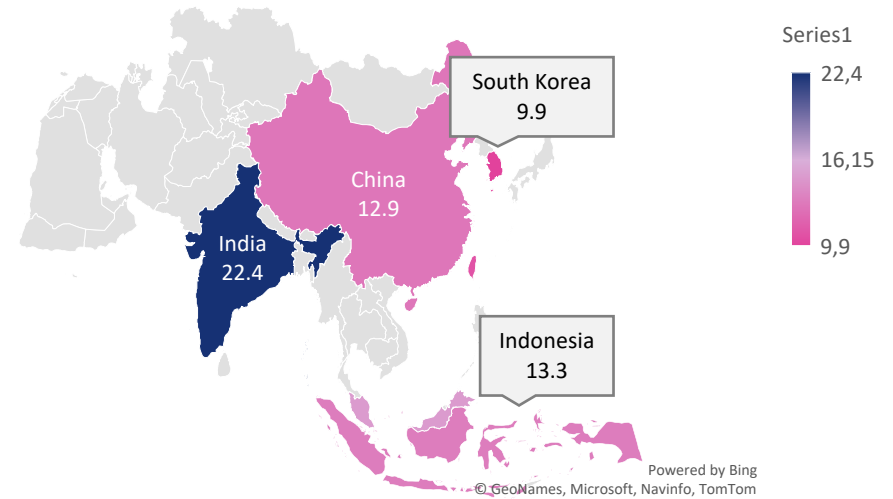 Series1
22,4
16,15
9,9
South Korea
9.9
China
12.9
India
22.4
Indonesia
13.3
Powered by Bing
© GeoNames, Microsoft, Navinfo, TomTom